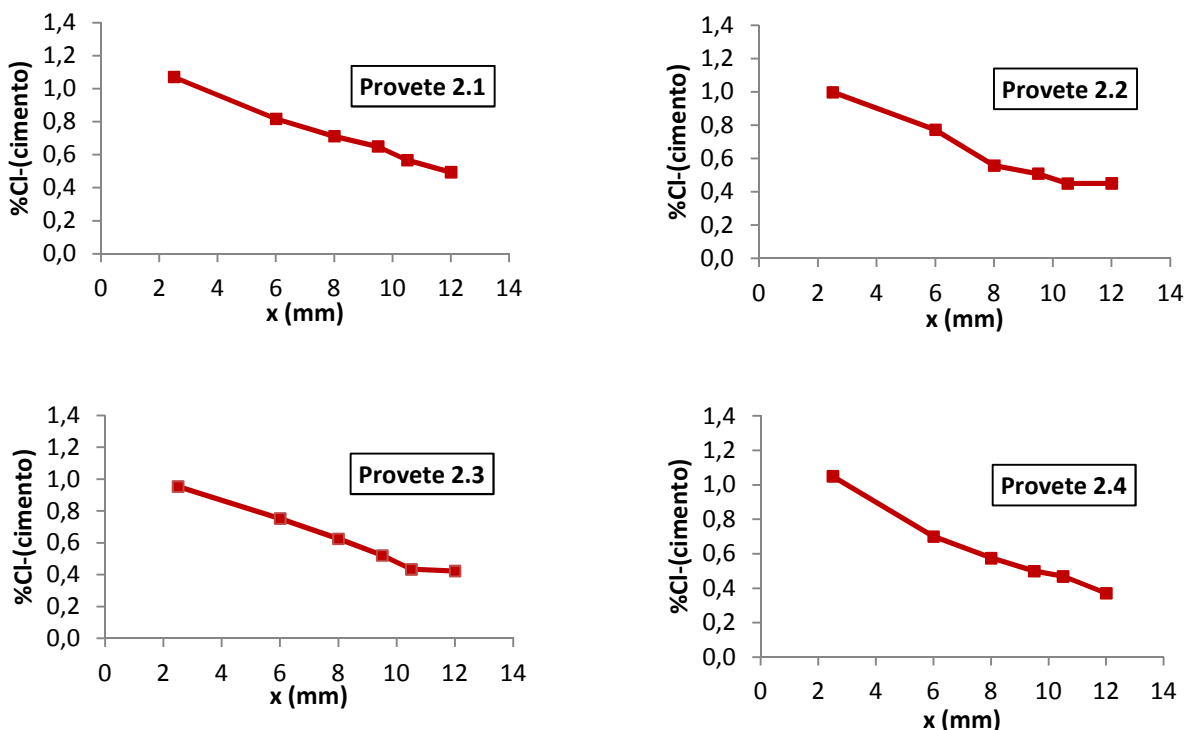 1,4
1,2
1,0
0,8
0,6
0,4
0,2
0,0
%Cl-(cimento)
Provete 2.1
0 2 4 6 8 10 12 14
x (mm)
1,4
1,2
1,0
0,8
0,6
0,4
0,2
0,0
%Cl-(cimento)
Provete 2.2
0 2 4 6 8 10 12 14
x (mm)
1,4
1,2
1,0
0,8
0,6
0,4
0,2
0,0
%Cl-(cimento)
Provete 2.3
0 2 4 6 8 10 12 14
x (mm)
1,4
1,2
1,0
0,8
0,6
0,4
0,2
0,0
%Cl-(cimento)
Provete 2.4
0 2 4 6 8 10 12 14
x (mm)